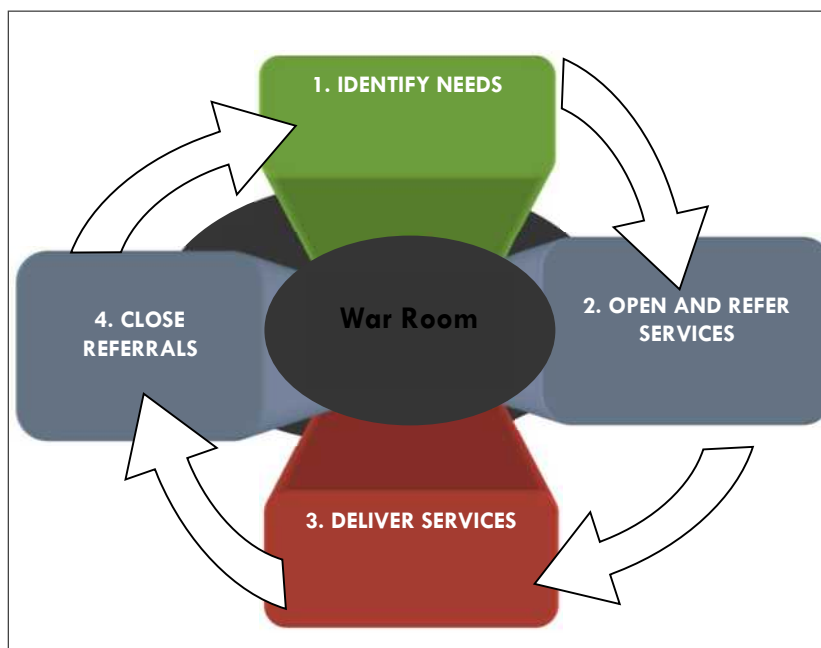 1. IDENTIFY NEEDS
2. OPEN AND REFER
SERVICES
War Room
4. CLOSE
REFERRALS
3. DELIVER SERVICES